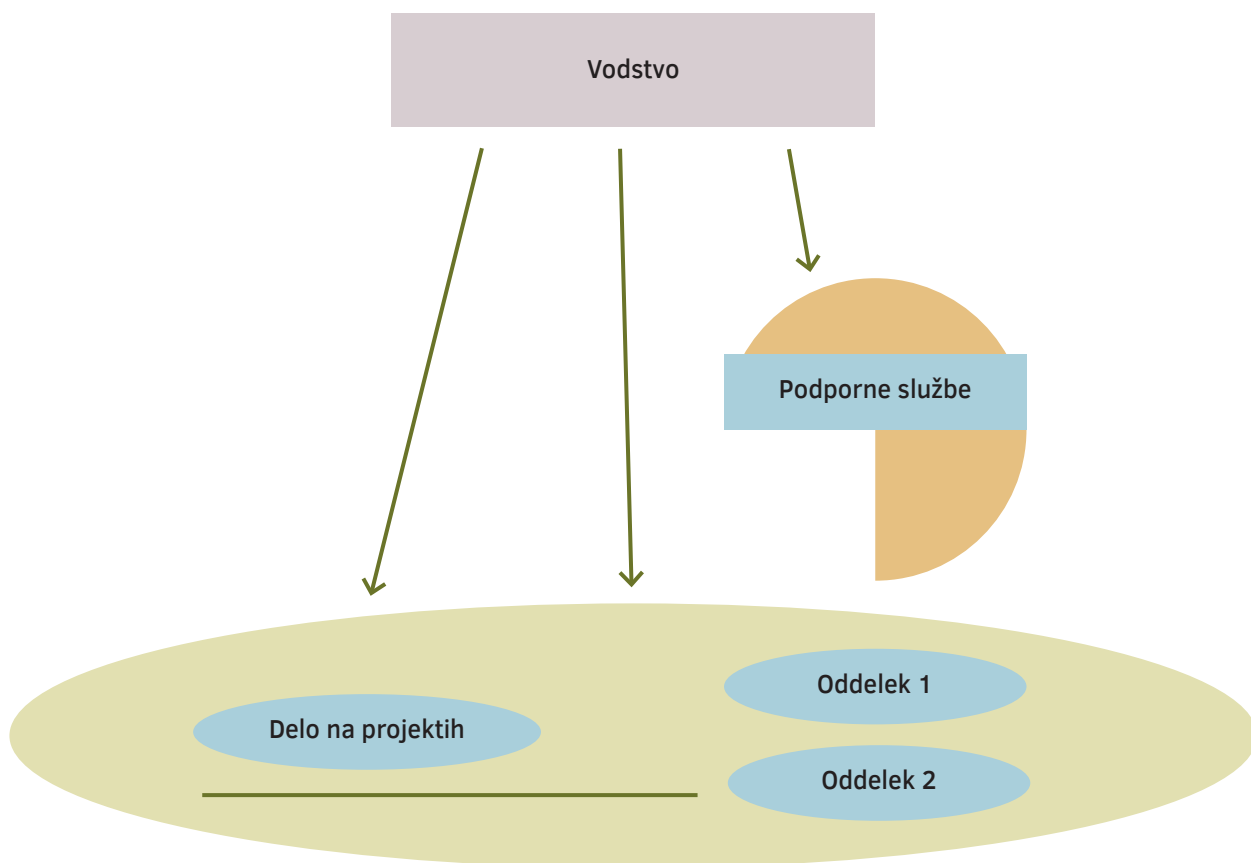 Vodstvo
Podporne službe
Oddelek 1
Delo na projektih
Oddelek 2